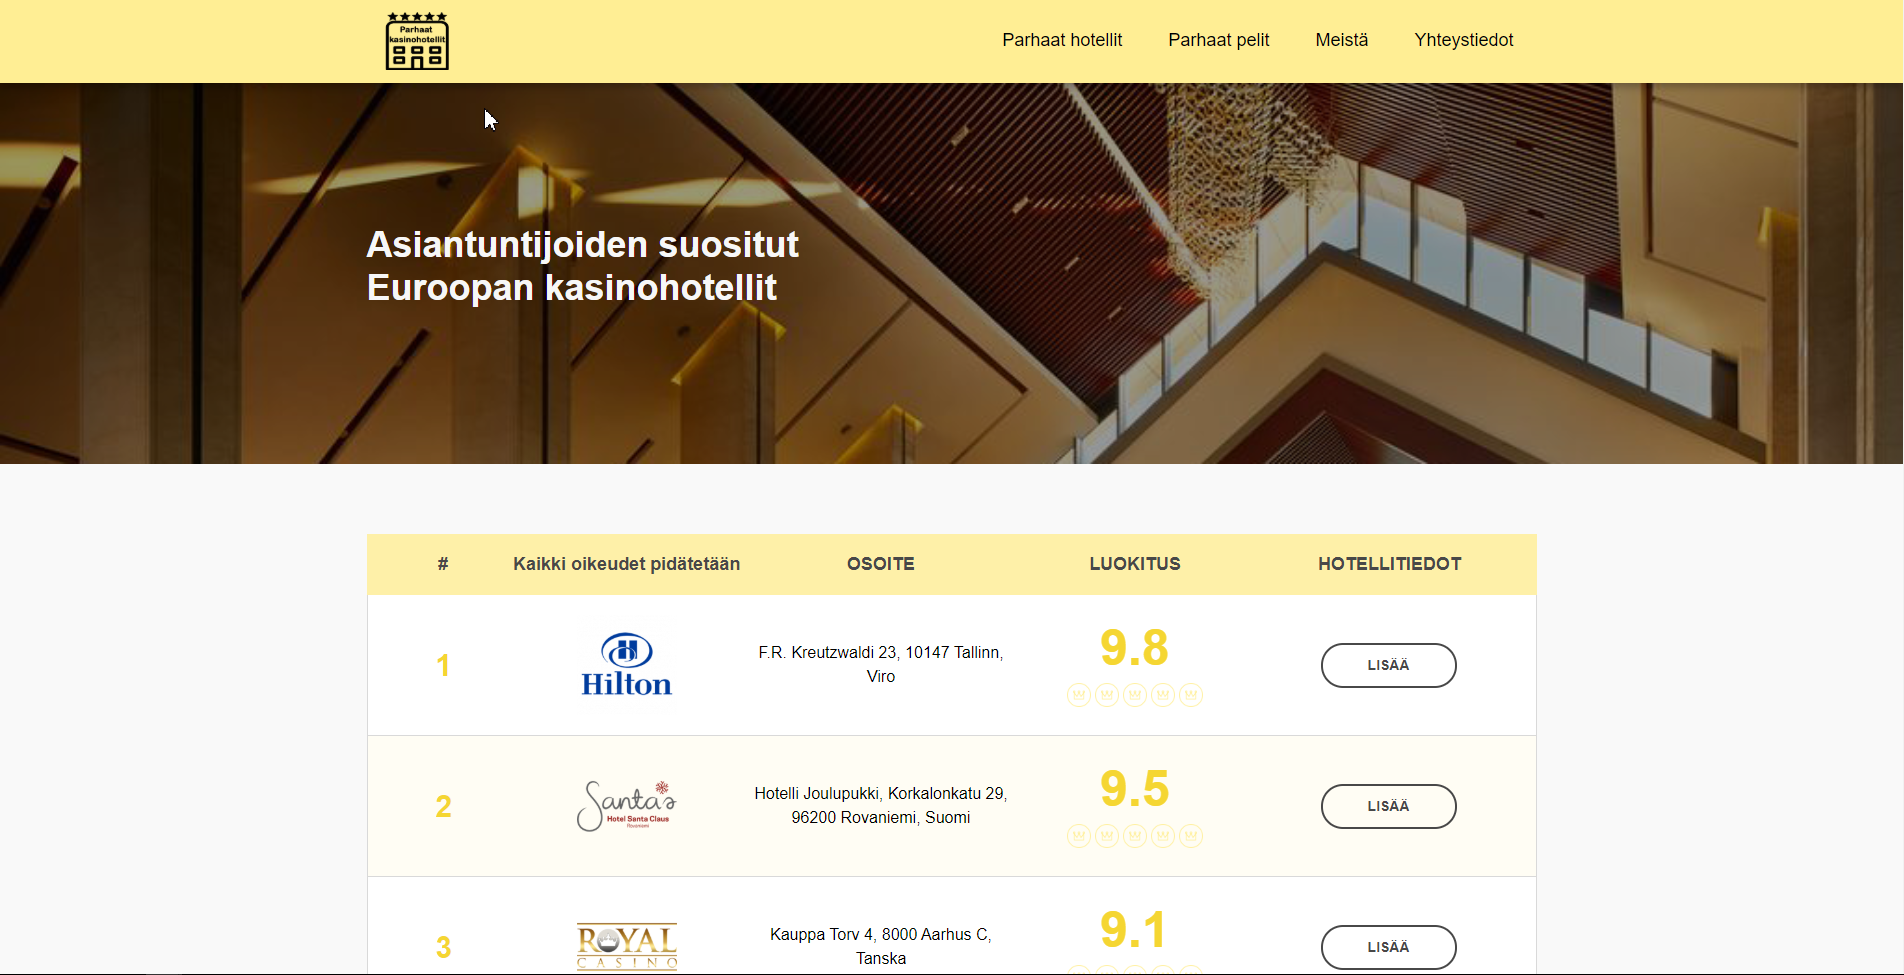 Parhaat
kasinohotellit
Parhaat hotellit
Parhaat pelit
Meistä
Yhteystiedot
Asiantuntijoiden suositut
Euroopan kasinohotellit
# Kaikki oikeudet pidätetään OSOITE LUOKITUS HOTELLITIEDOT
1
Hilton
F.R. Kreutzwaldi 23, 10147 Tallinn,
Viro
9.8
LISÄÄ
2
Santa's
Hotel Santa Claus
Rovaniemi
Hotelli Joulupukki, Korkalonkatu 29,
96200 Rovaniemi, Suomi
9.5
LISÄÄ
3
ROYAL
CASINO
Kauppa Torv 4, 8000 Aarhus C,
Tanska
9.1
LISÄÄ